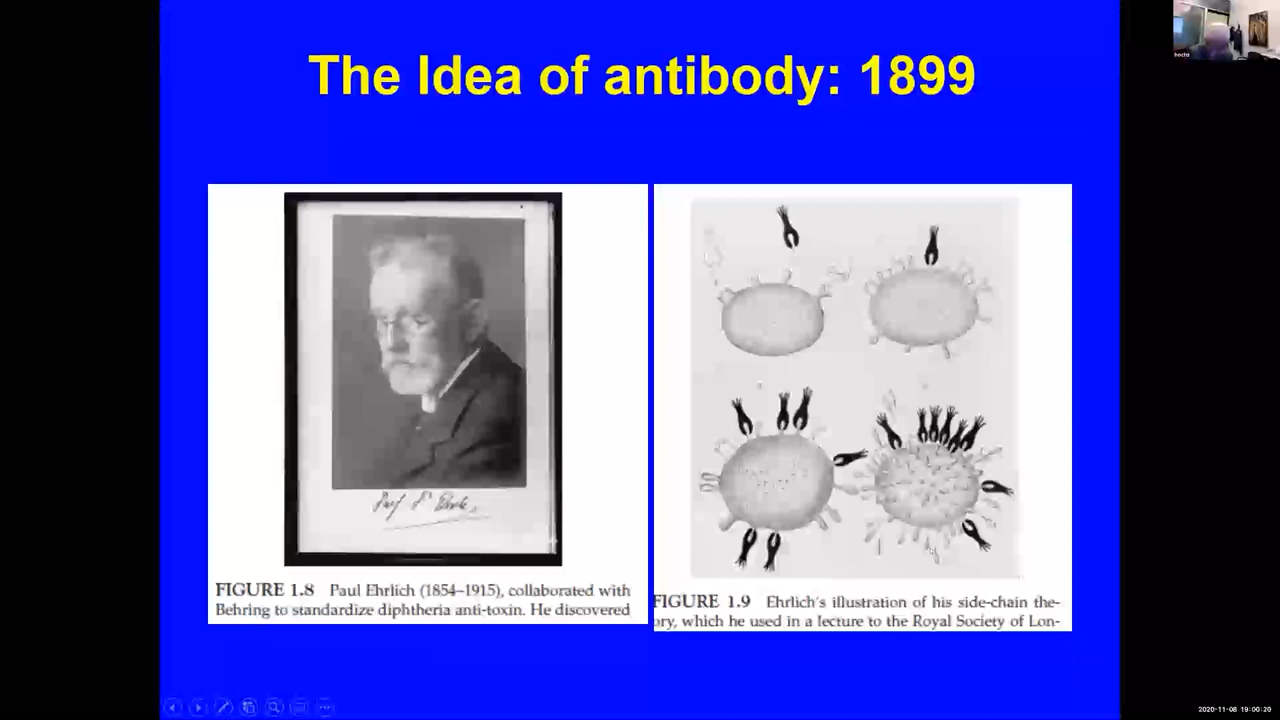 The Idea of antibody: 1899
FIGURE 1.8 Paul Ehrlich (1854–1915), collaborated with
Behring to standardize diphtheria anti-toxin. He discovered
FIGURE 1.9 Ehrlich's illustration of his side-chain the-
ory, which he used in a lecture to the Royal Society of Lon-
2020-11-08 19:00:20